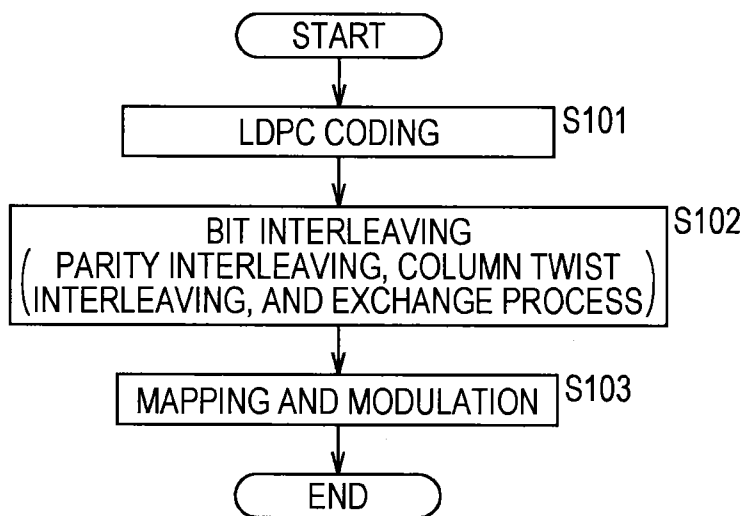 START
LDPC CODING
S101
BIT INTERLEAVING
(PARITY INTERLEAVING, COLUMN TWIST
INTERLEAVING, AND EXCHANGE PROCESS)
S102
MAPPING AND MODULATION
S103
END